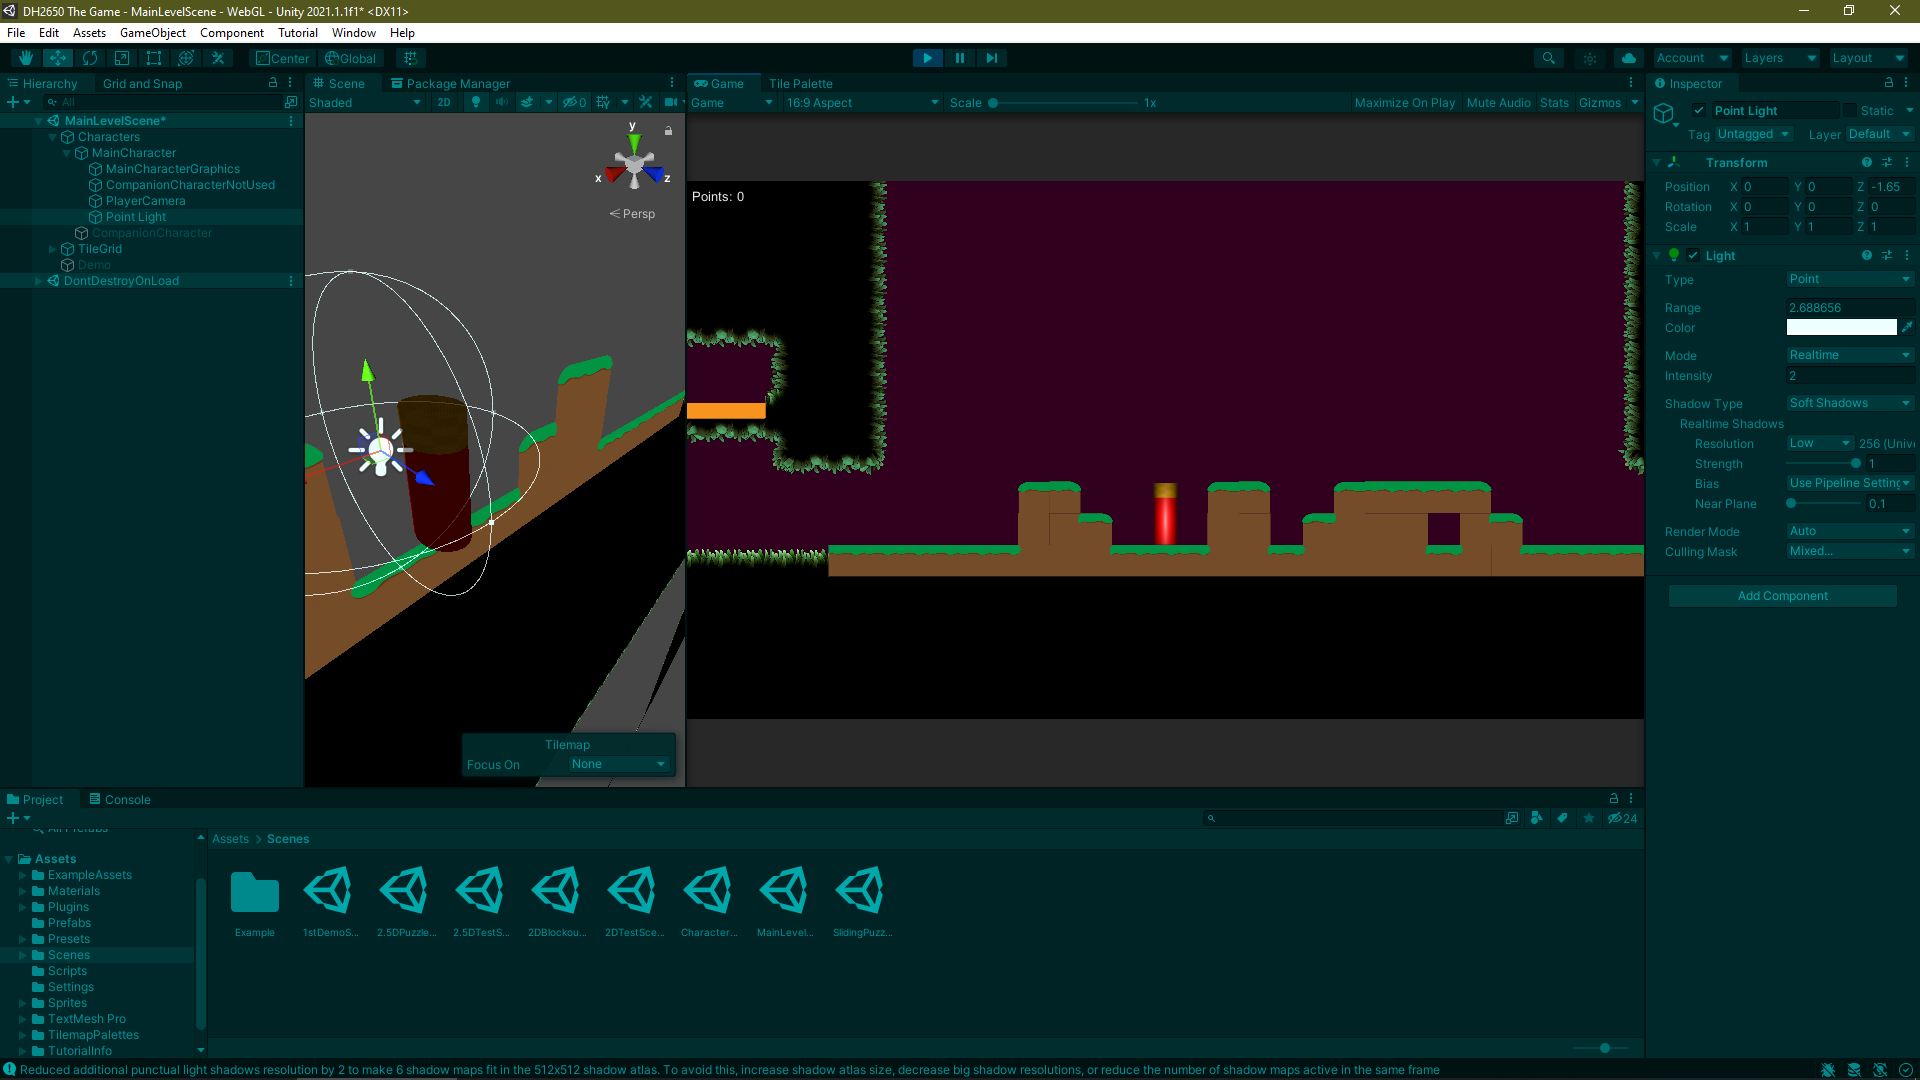 DH2650 The Game - MainLevelScene - WebGL - Unity 2021.1.1f1* <DX11>
File Edit Assets GameObject Component Tutorial Window Help
Center Global Account Layers Layout
Hierarchy Grid and Snap
All
MainLevelScene*
Characters
MainCharacter
MainCharacterGraphics
CompanionCharacterNotUsed
PlayerCamera
Point Light
CompanionCharacter
TileGrid
Demo
DontDestroyOnLoad
Scene Package Manager
Shaded 2D 0
y
x z
Persp
Tilemap
Focus On None
Game Tile Palette
Game 16:9 Aspect Scale 1x Maximize On Play Mute Audio Stats Gizmos
Points: 0
Inspector
Point Light Static
Tag Untagged Layer Default
Transform
Position X 0 Y 0 Z -1.65
Rotation X 0 Y 0 Z 0
Scale X 1 Y 1 Z 1
Light
Type Point
Range 2.688656
Color
Mode Realtime
Intensity 2
Shadow Type Soft Shadows
Realtime Shadows
Resolution Low 256 (Unive
Strength 1
Bias Use Pipeline Setting
Near Plane 0.1
Render Mode Auto
Culling Mask Mixed...
Add Component
Project Console
24
All Prefabs
Assets
ExampleAssets
Materials
Plugins
Prefabs
Presets
Scenes
Scripts
Settings
Sprites
TextMesh Pro
TilemapPalettes
TutorialInfo
Assets > Scenes
Example 1stDemoS... 2.5DPuzzle... 2.5DTestS... 2DBlockou... 2DTestSce... Character... MainLevel... SlidingPuzz...
Reduced additional punctual light shadows resolution by 2 to make 6 shadow maps fit in the 512x512 shadow atlas. To avoid this, increase shadow atlas size, decrease big shadow resolutions, or reduce the number of shadow maps active in the same frame